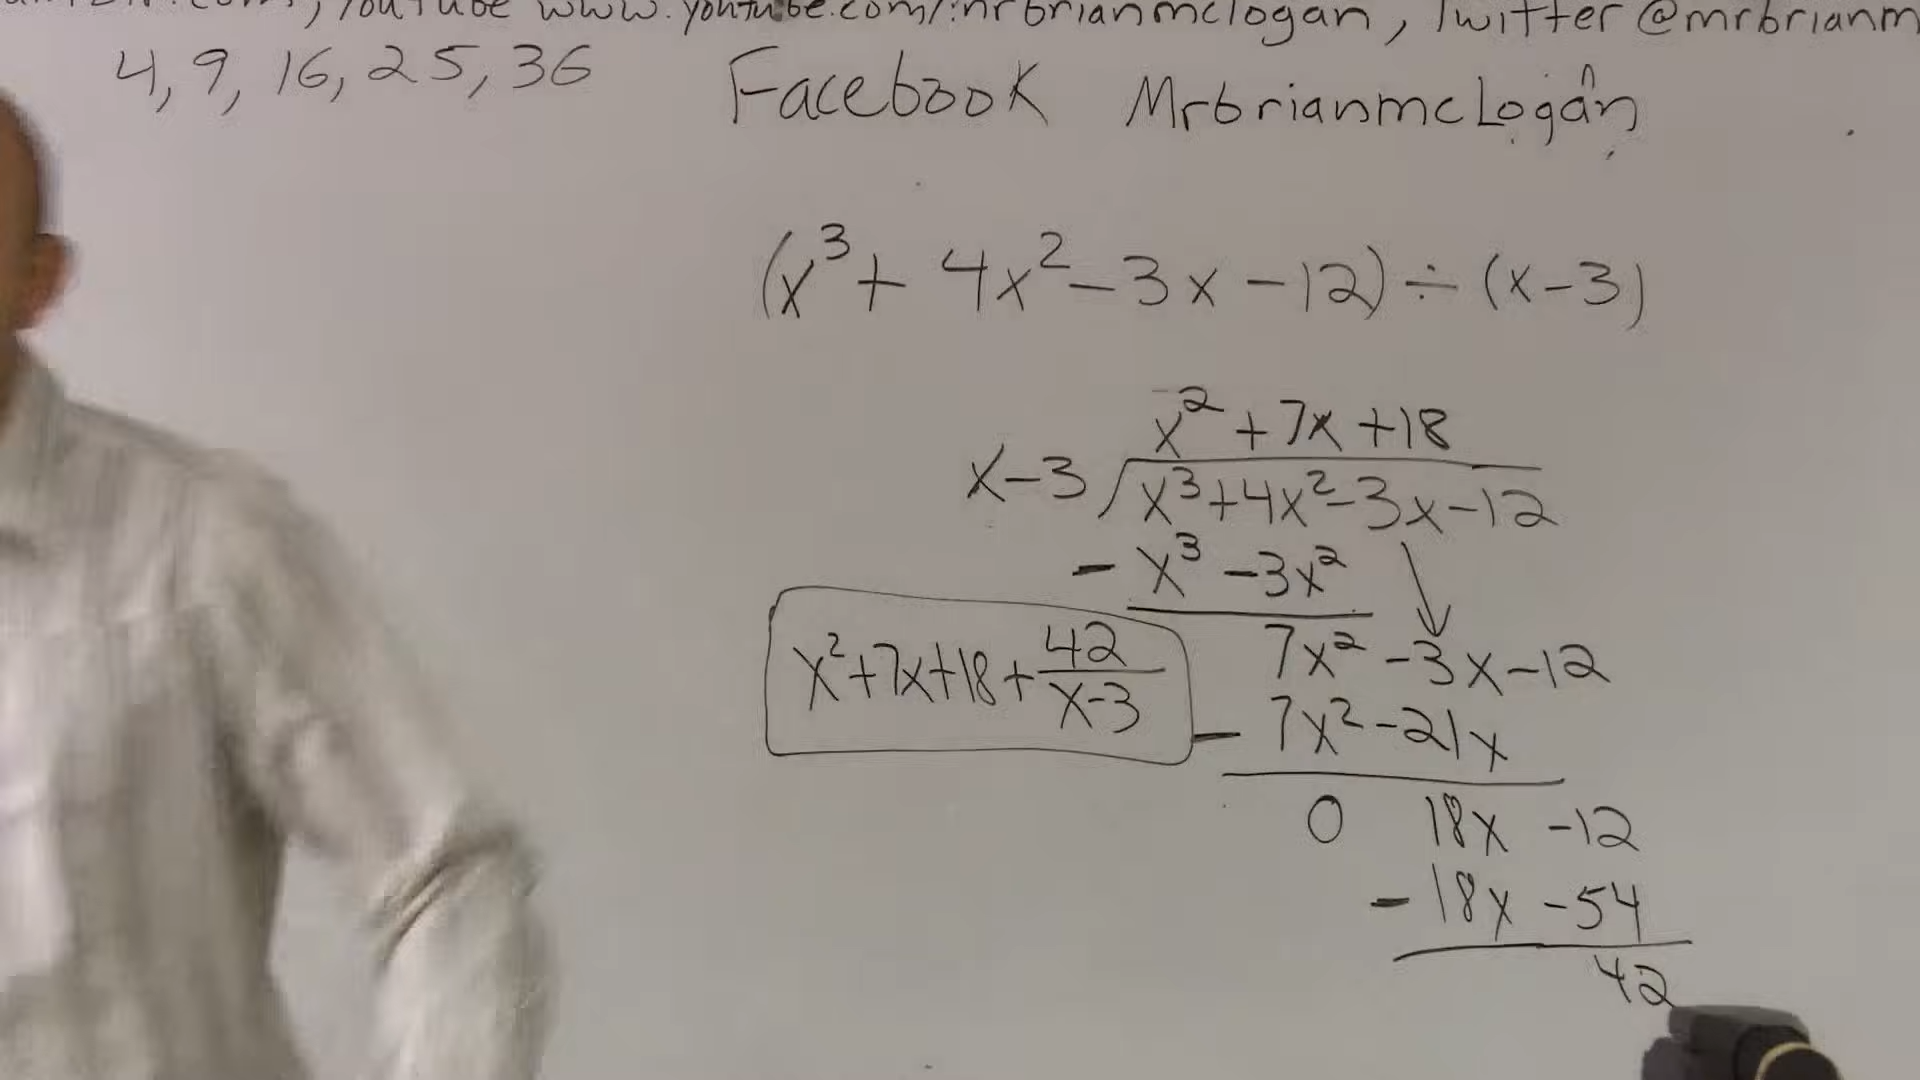 , YouTube www.youtube.com/mrbrianmclogan, Twitter @mrbrianm
4, 9, 16, 25, 36
Facebook MrbrianmcLogan
(x³ + 4x² - 3x - 12) ÷ (x - 3)
x² + 7x + 18
x - 3 x³ + 4x² - 3x - 12
- x³ - 3x²
7x² - 3x - 12
x² + 7x + 18 + 42/(x - 3)
- 7x² - 21x
0 18x - 12
- 18x - 54
42